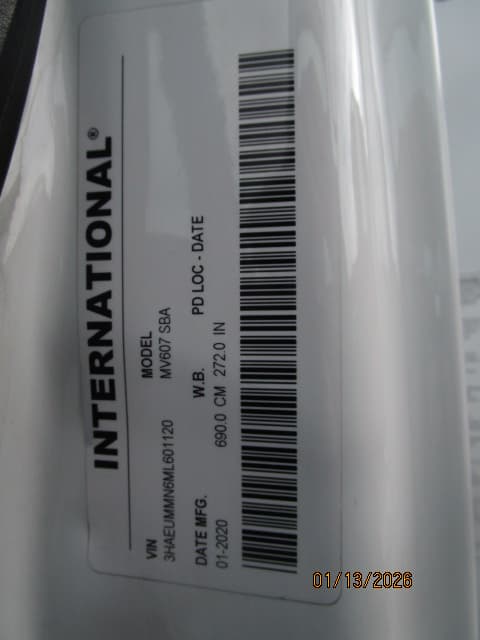 INTERNATIONAL®
VIN MODEL
3HAEUMMN6ML601120 MV607 SBA
DATE MFG. W.B. PD LOC - DATE
01-2020 690.0 CM 272.0 IN
01/13/2026